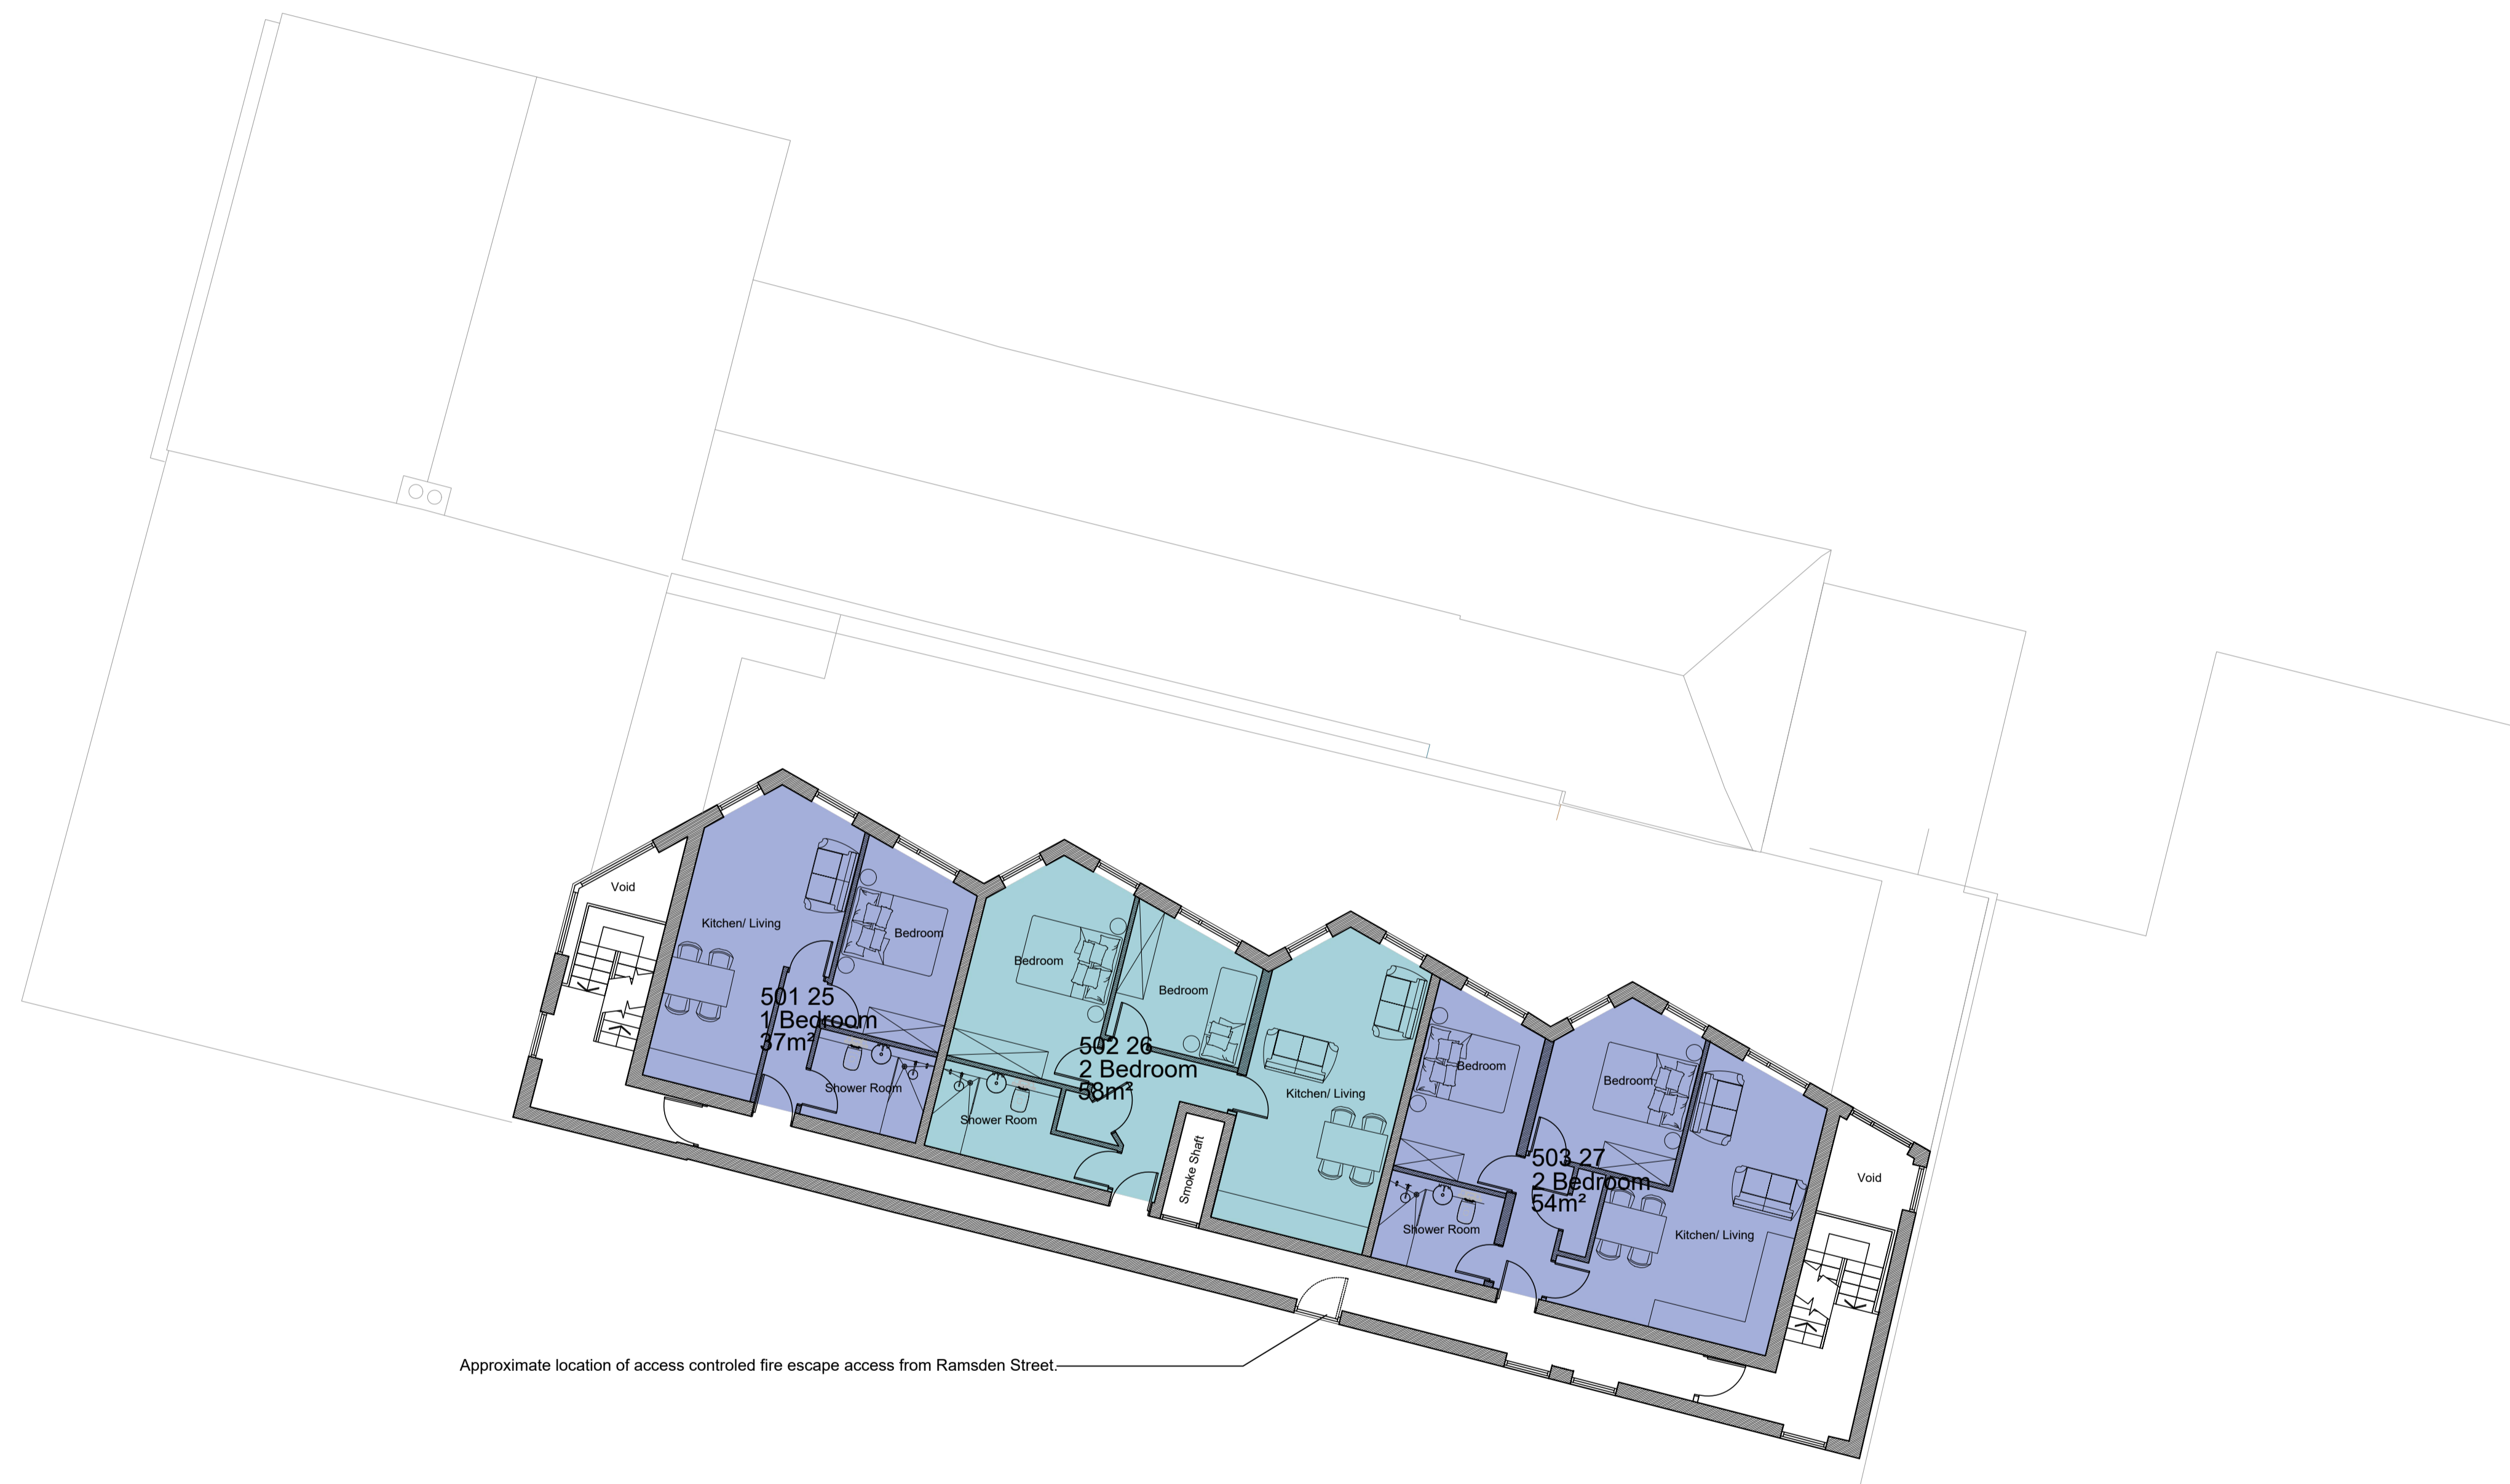 Void
Kitchen/ Living
Bedroom
501 25
1 Bedroom
37m²
Shower Room
Bedroom
Bedroom
502 26
2 Bedroom
58m²
Shower Room
Kitchen/ Living
Smoke Shaft
Bedroom
Bedroom
503 27
2 Bedroom
54m²
Shower Room
Kitchen/ Living
Void
Approximate location of access controled fire escape access from Ramsden Street.